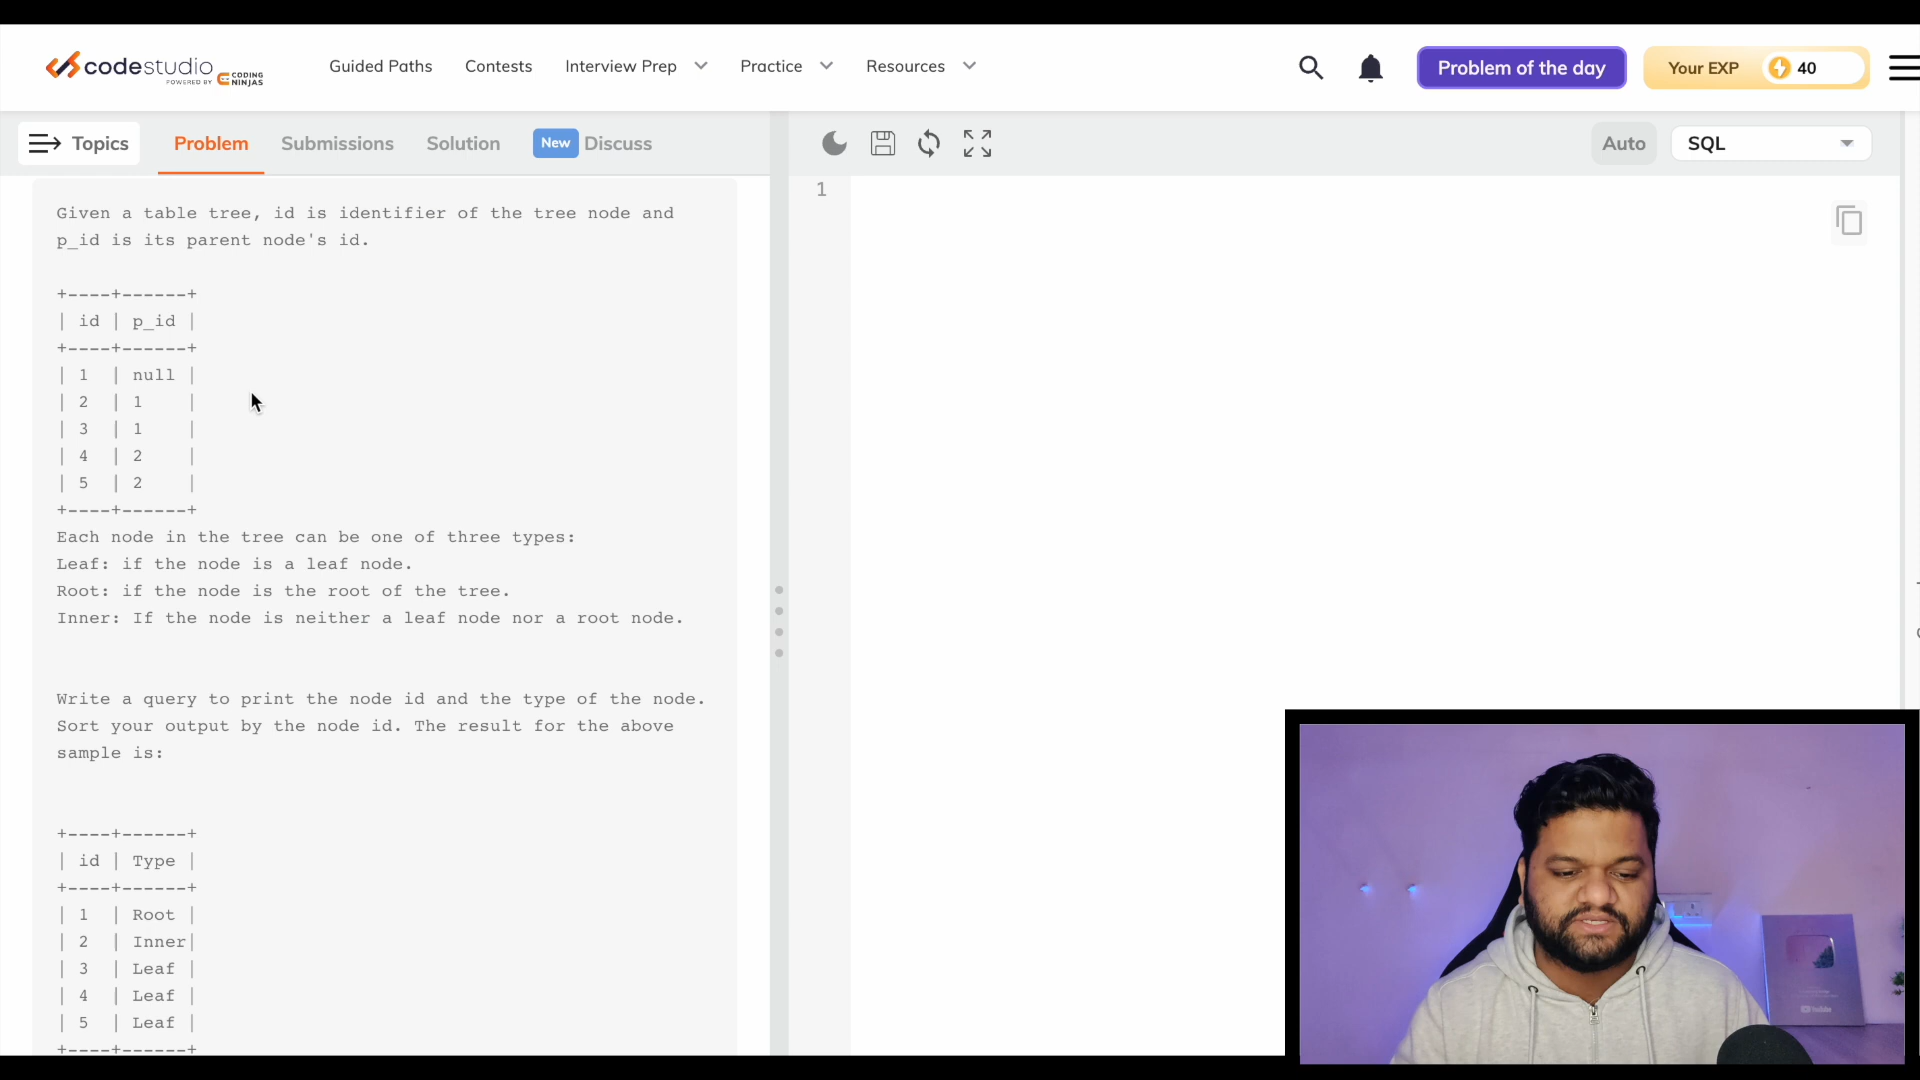 codestudio
POWERED BY CODING NINJAS
Guided Paths
Contests
Interview Prep
Practice
Resources
Problem of the day
Your EXP
40
Topics
Problem
Submissions
Solution
New
Discuss
Auto
SQL
1
Given a table tree, id is identifier of the tree node and
p_id is its parent node's id.
+----+------+
| id | p_id |
+----+------+
| 1  | null |
| 2  | 1    |
| 3  | 1    |
| 4  | 2    |
| 5  | 2    |
+----+------+
Each node in the tree can be one of three types:
Leaf: if the node is a leaf node.
Root: if the node is the root of the tree.
Inner: If the node is neither a leaf node nor a root node.
Write a query to print the node id and the type of the node.
Sort your output by the node id. The result for the above
sample is:
+----+------+
| id | Type |
+----+------+
| 1  | Root |
| 2  | Inner|
| 3  | Leaf |
| 4  | Leaf |
| 5  | Leaf |
+----+------+
YouTube